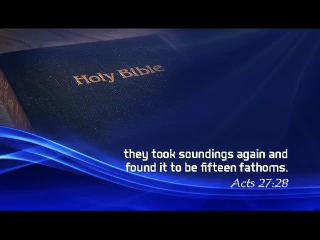 Holy Bible
they took soundings again and
found it to be fifteen fathoms.
Acts 27:28